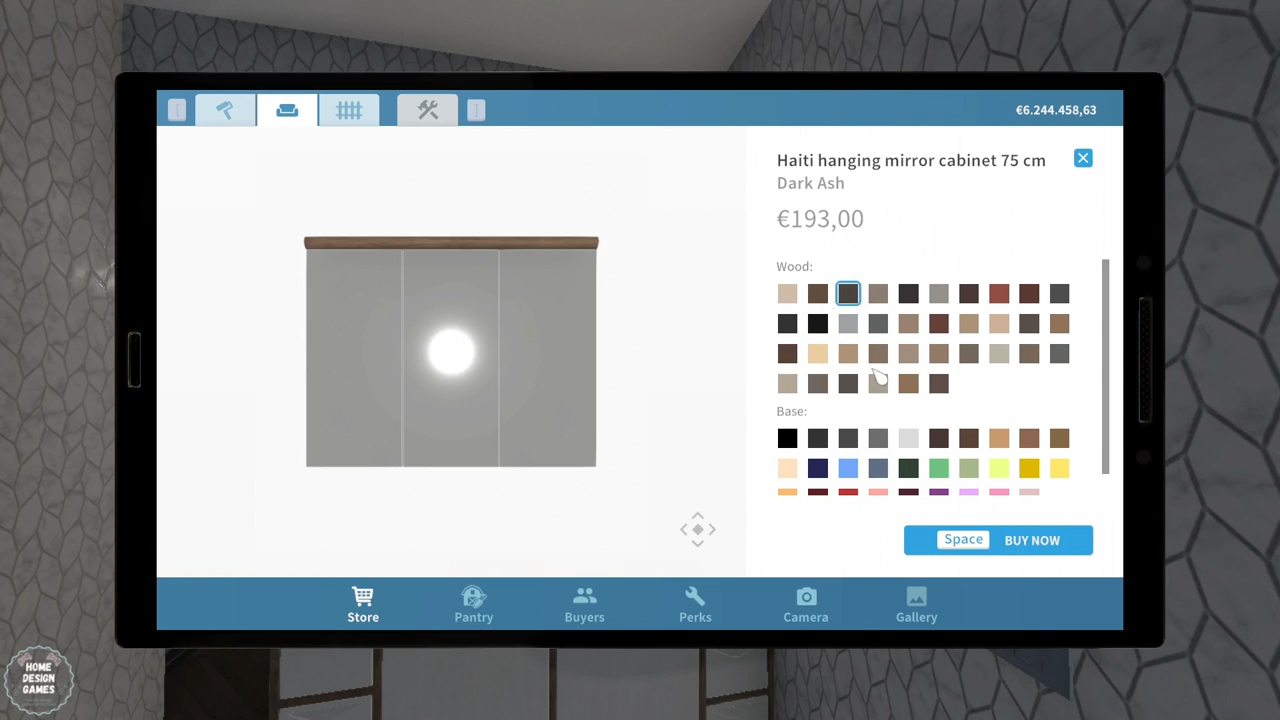 €6.244.458,63
Haiti hanging mirror cabinet 75 cm
Dark Ash
€193,00
Wood:
Base:
Space BUY NOW
Store Pantry Buyers Perks Camera Gallery
HOME
DESIGN
GAMES